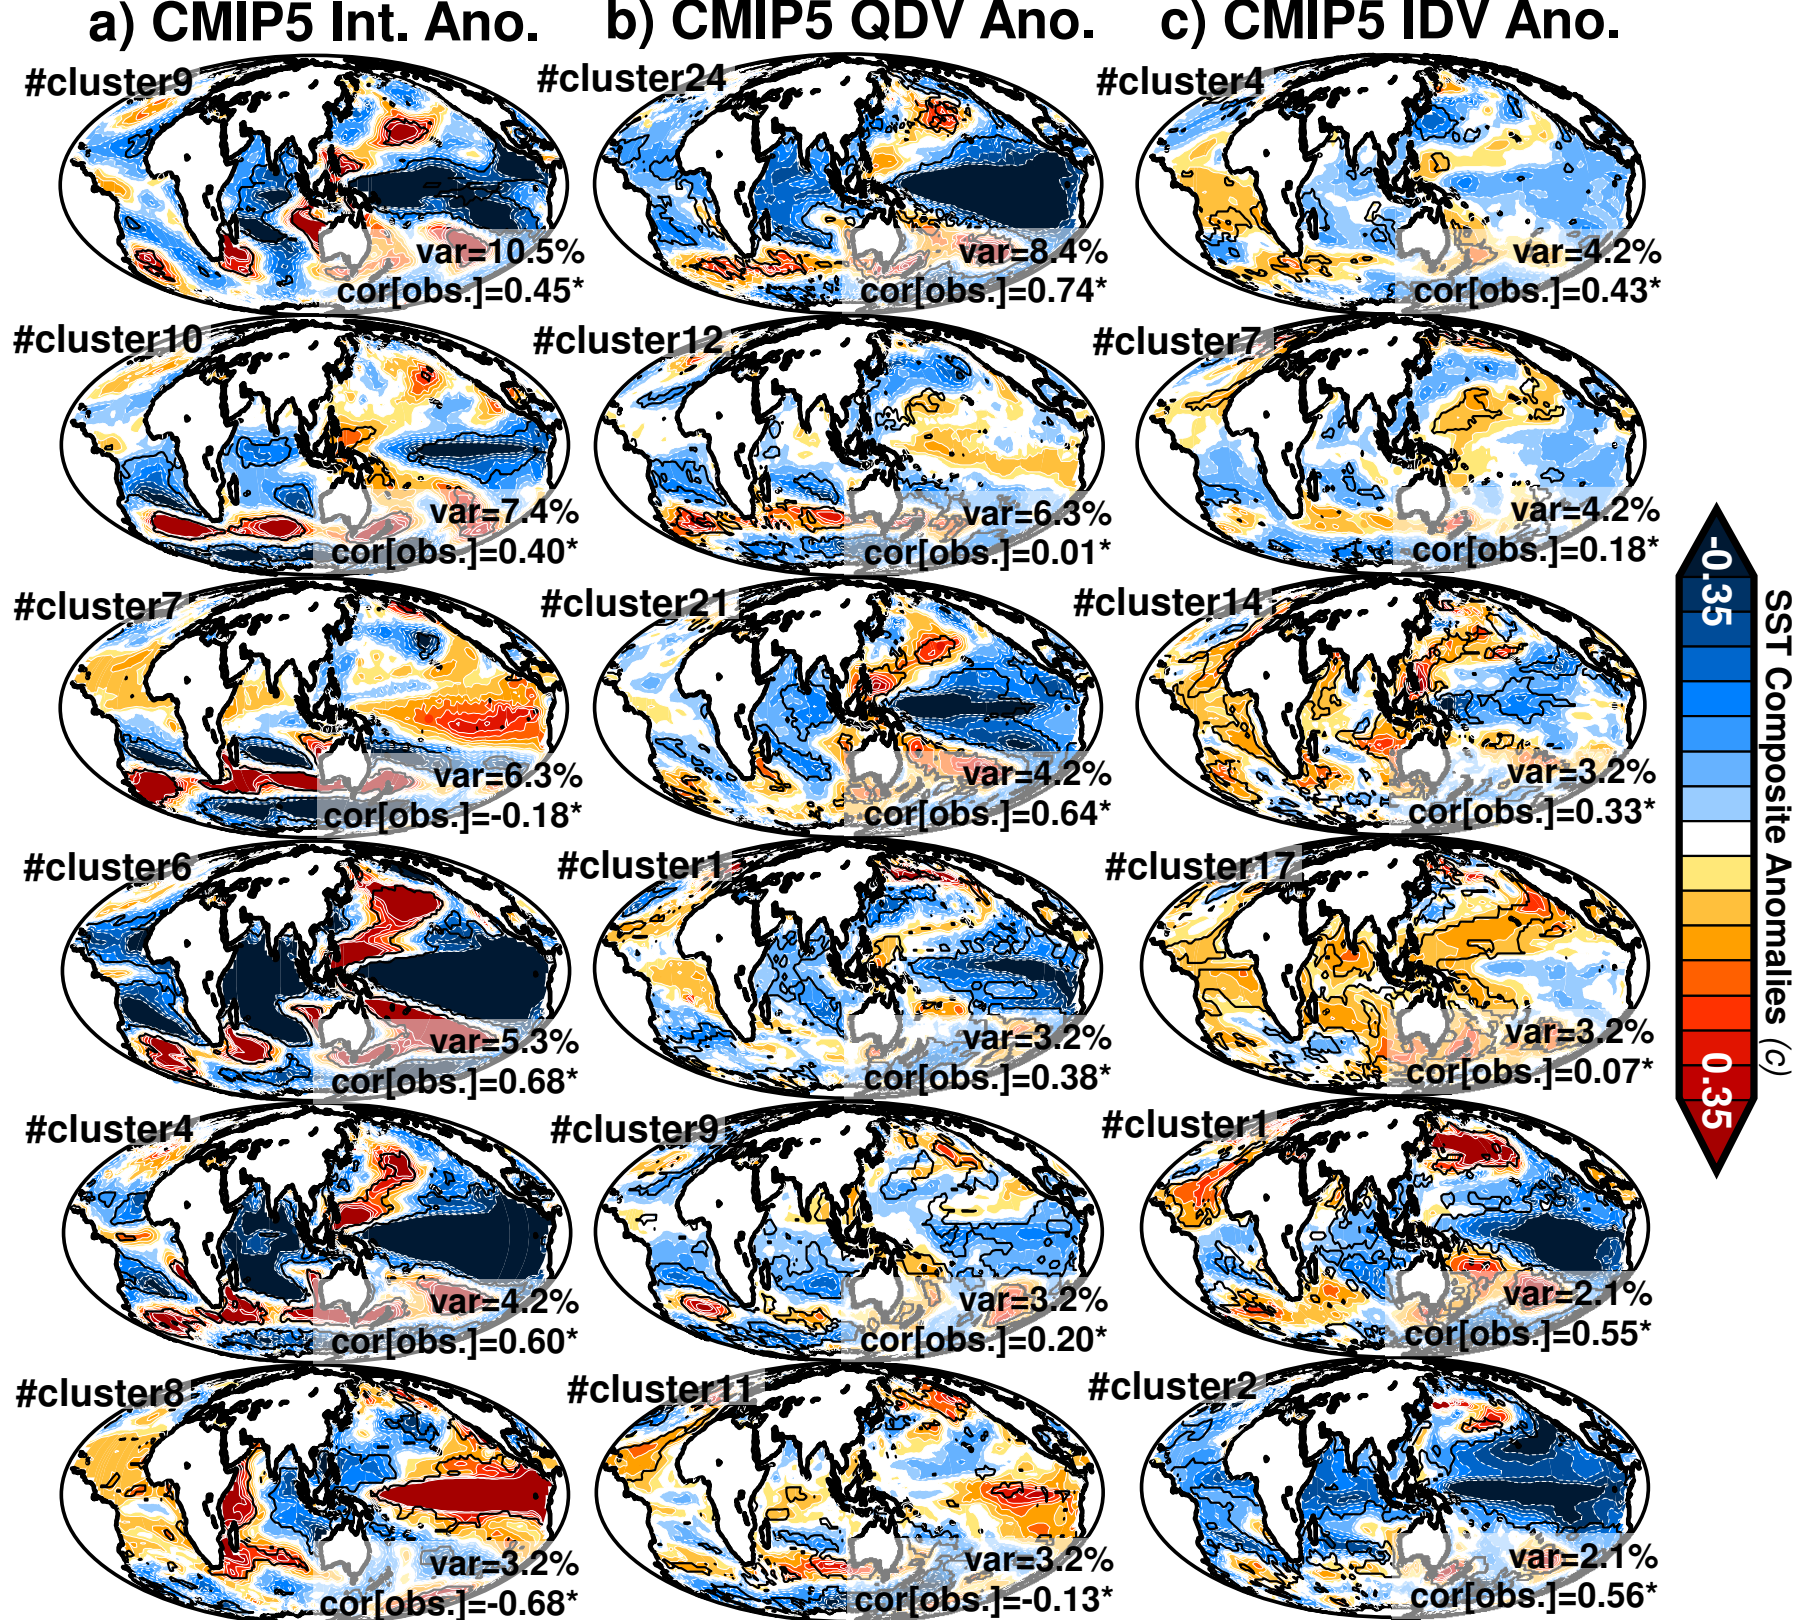 a) CMIP5 Int. Ano.
b) CMIP5 QDV Ano.
c) CMIP5 IDV Ano.
#cluster9
var=10.5%
cor[obs.]=0.45*
#cluster24
var=8.4%
cor[obs.]=0.74*
#cluster4
var=4.2%
cor[obs.]=0.43*
#cluster10
var=7.4%
cor[obs.]=0.40*
#cluster12
var=6.3%
cor[obs.]=0.01*
#cluster7
var=4.2%
cor[obs.]=0.18*
#cluster7
var=6.3%
cor[obs.]=-0.18*
#cluster21
var=4.2%
cor[obs.]=0.64*
#cluster14
var=3.2%
cor[obs.]=0.33*
#cluster6
var=5.3%
cor[obs.]=0.68*
#cluster1
var=3.2%
cor[obs.]=0.38*
#cluster17
var=3.2%
cor[obs.]=0.07*
#cluster4
var=4.2%
cor[obs.]=0.60*
#cluster9
var=3.2%
cor[obs.]=0.20*
#cluster1
var=2.1%
cor[obs.]=0.55*
#cluster8
var=3.2%
cor[obs.]=-0.68*
#cluster11
var=3.2%
cor[obs.]=-0.13*
#cluster2
var=2.1%
cor[obs.]=0.56*
-0.35
0.35
SST Composite Anomalies (c)